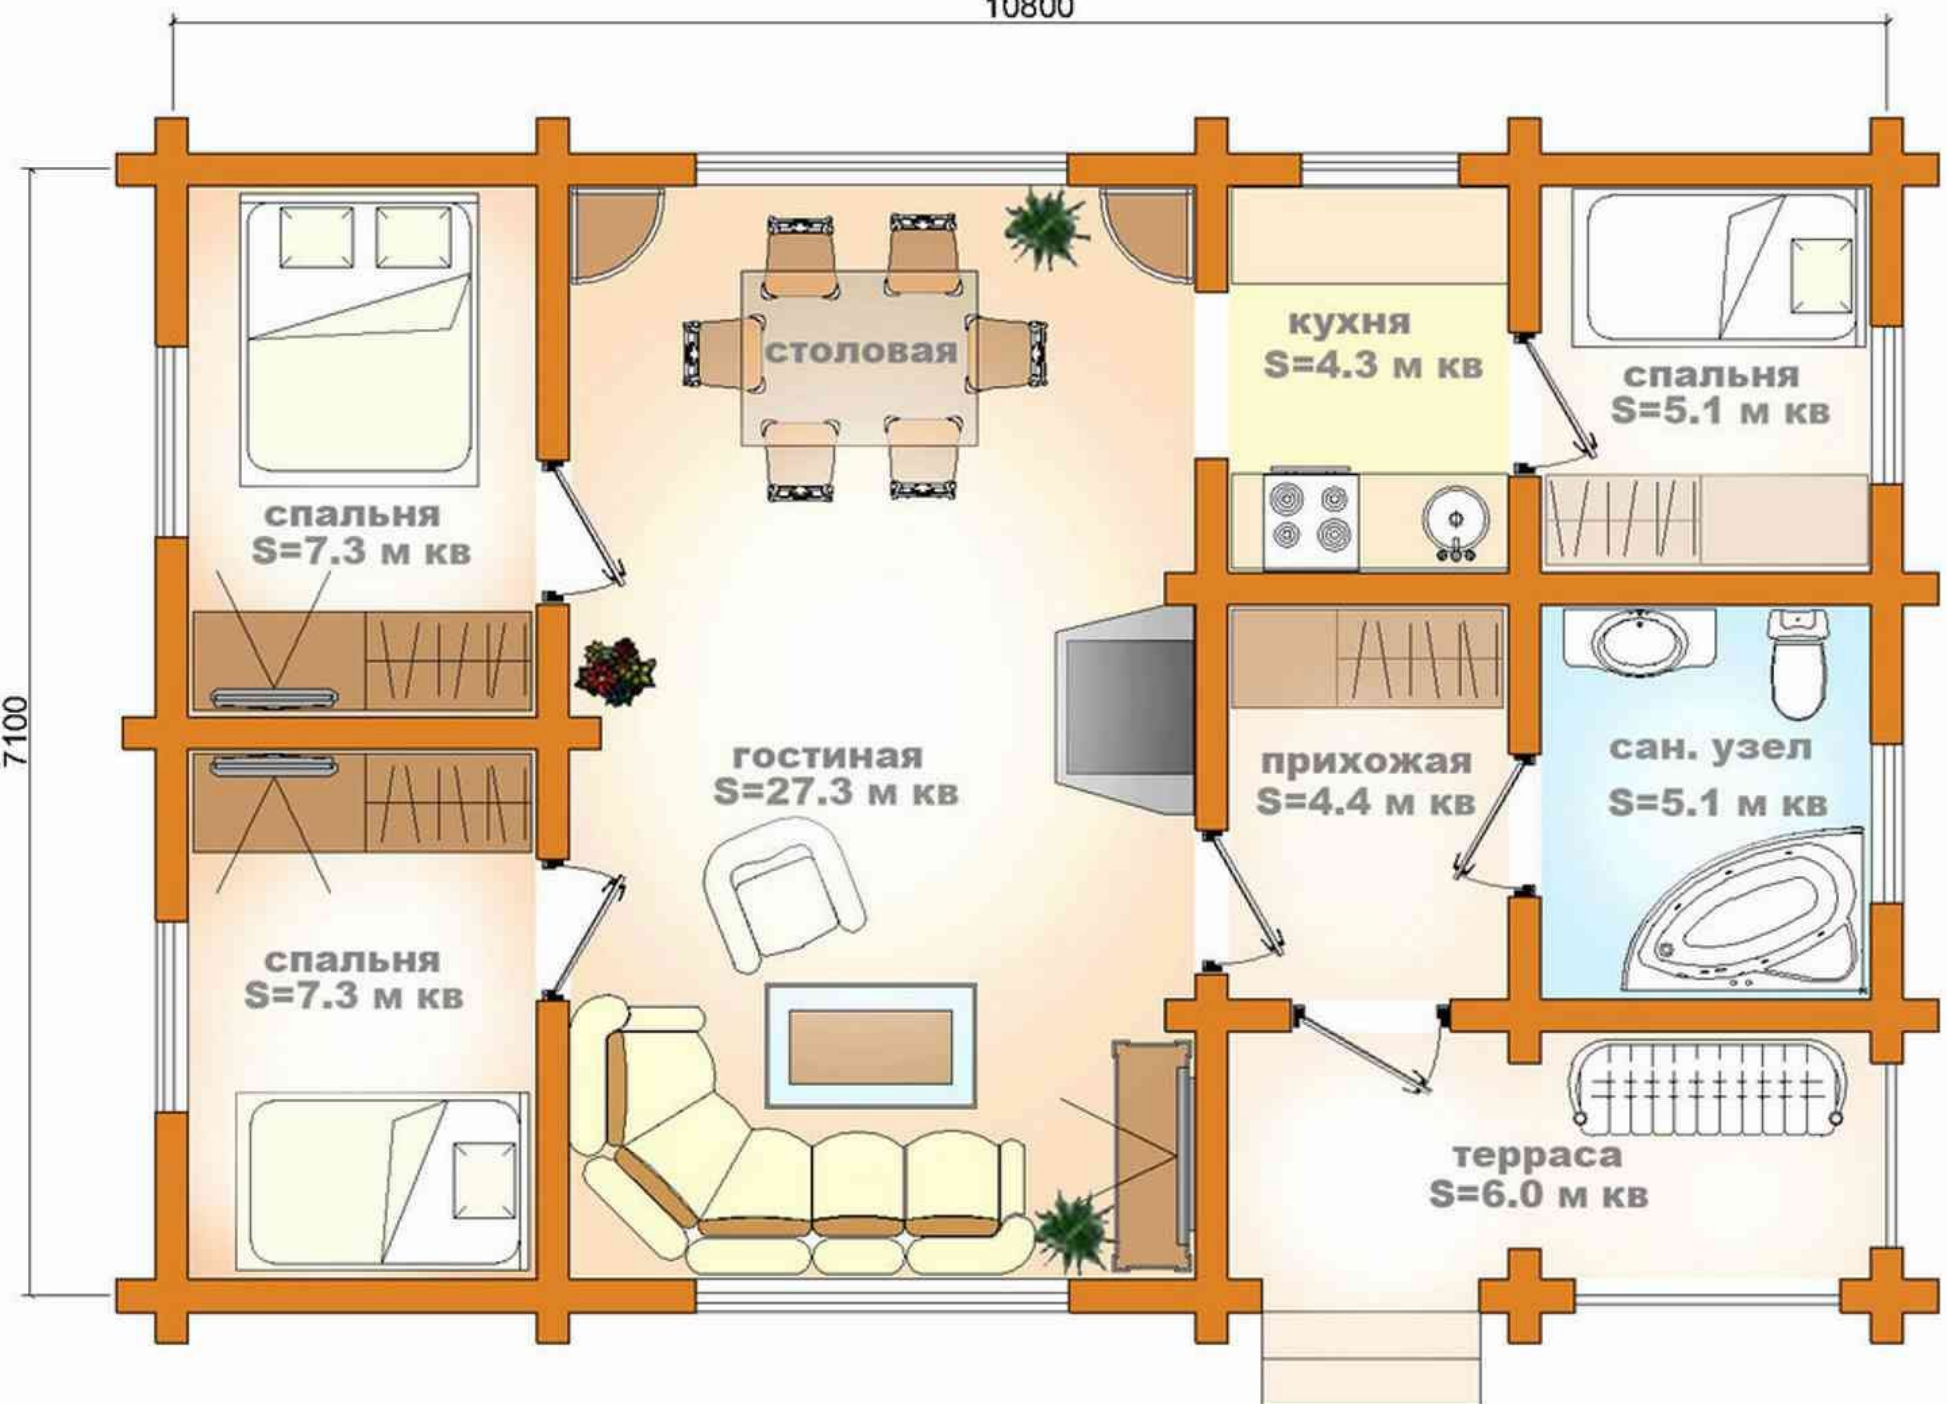 10800
столовая
кухня
S=4.3 м кв
спальня
S=5.1 м кв
спальня
S=7.3 м кв
7100
гостиная
S=27.3 м кв
прихожая
S=4.4 м кв
сан. узел
S=5.1 м кв
спальня
S=7.3 м кв
терраса
S=6.0 м кв